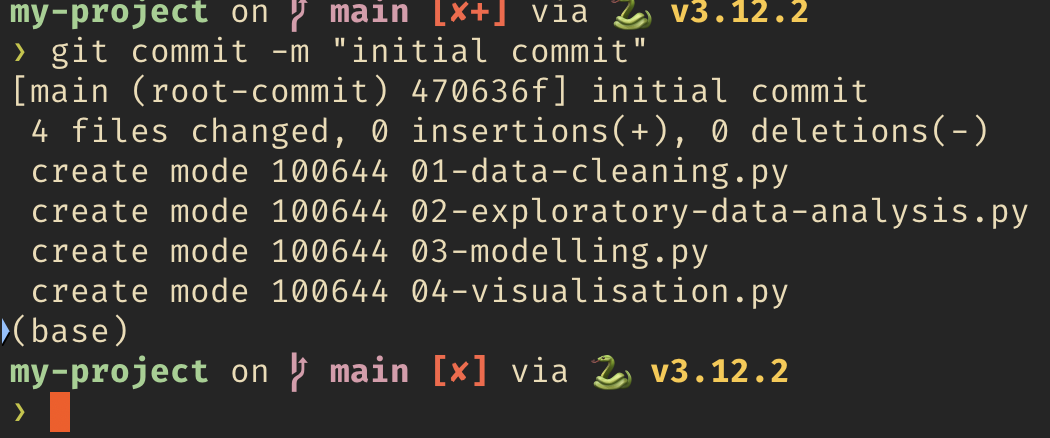 my-project on main [✘+] via 🐍 v3.12.2
❯ git commit -m "initial commit"
[main (root-commit) 470636f] initial commit
4 files changed, 0 insertions(+), 0 deletions(-)
create mode 100644 01-data-cleaning.py
create mode 100644 02-exploratory-data-analysis.py
create mode 100644 03-modelling.py
create mode 100644 04-visualisation.py
(base)
my-project on main [✘] via 🐍 v3.12.2
❯